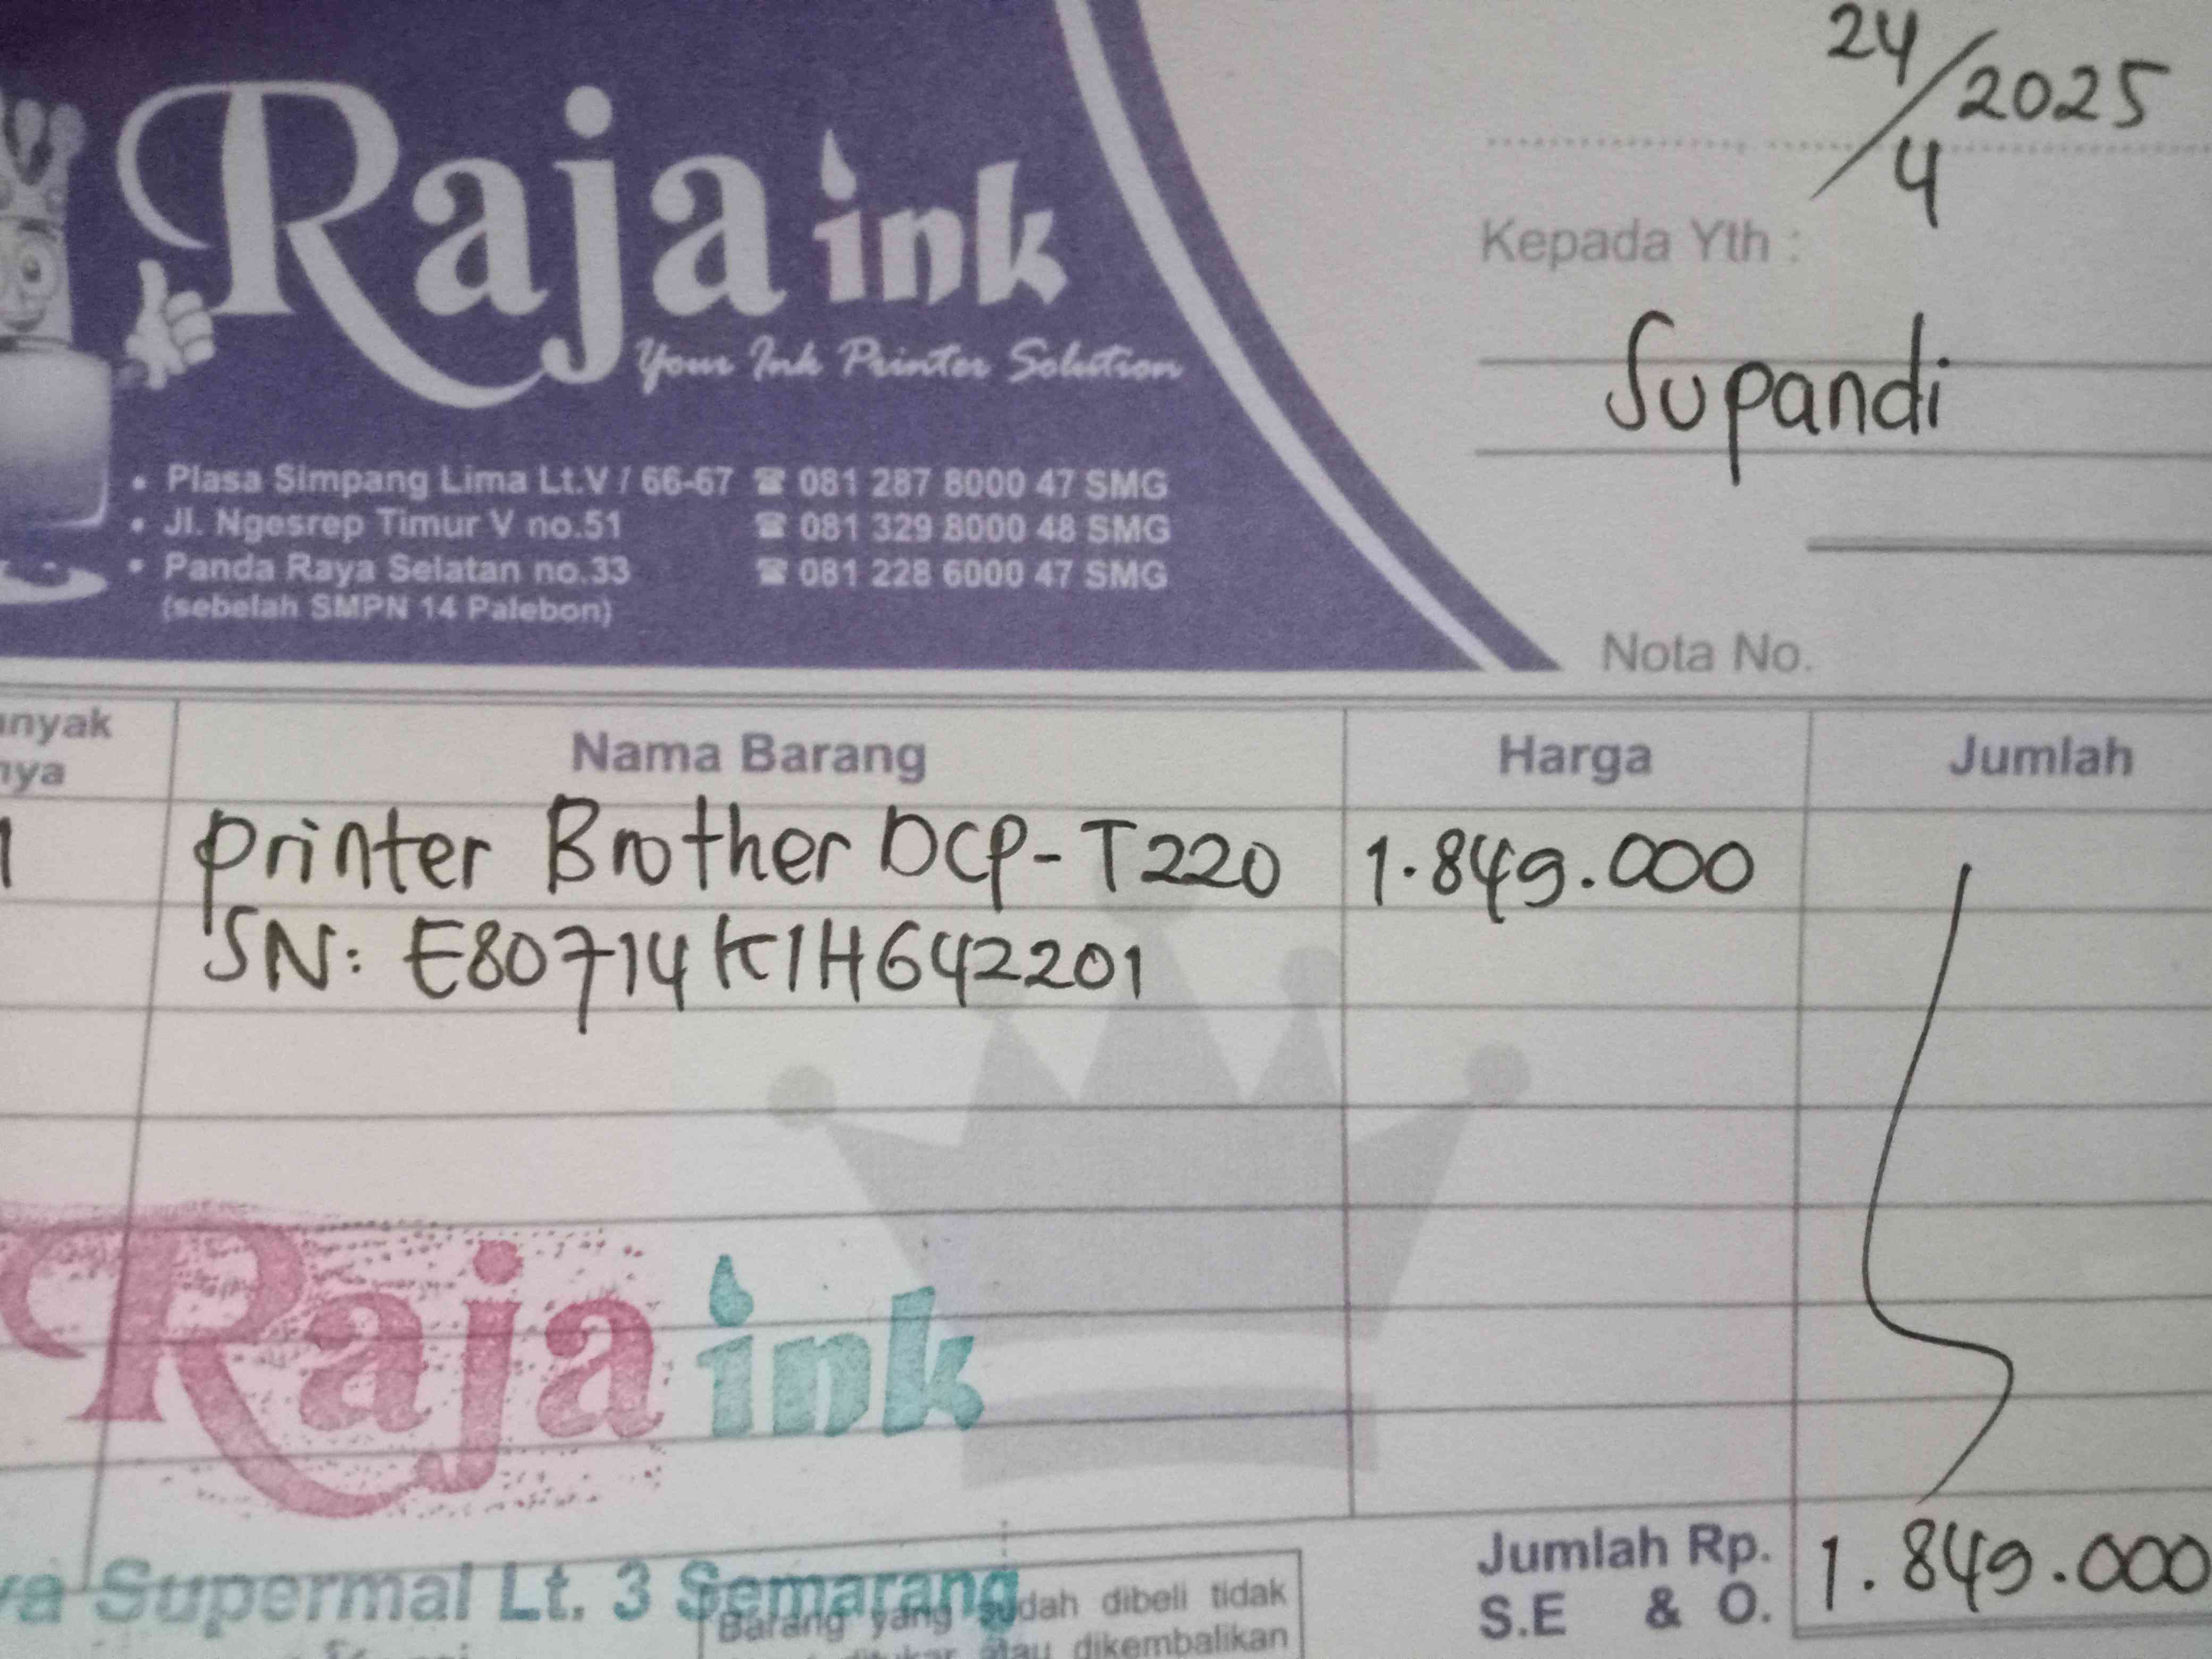 Raja ink
Your Ink Printer Solution
• Plasa Simpang Lima Lt.V / 66-67 ☎ 081 287 8000 47 SMG
• Jl. Ngesrep Timur V no.51 ☎ 081 329 8000 48 SMG
• Panda Raya Selatan no.33 ☎ 081 228 6000 47 SMG
(sebelah SMPN 14 Palebon)
24/4/2025
Kepada Yth :
Supandi
Nota No.
Nama Barang Harga Jumlah
1 Printer Brother DCP-T220 1.849.000
SN: E80714K1H642201
Raja ink
Supermal Lt. 3 Semarang
Barang yang sudah dibeli tidak
atau dikembalikan
Jumlah Rp. 1.849.000
S.E & O.